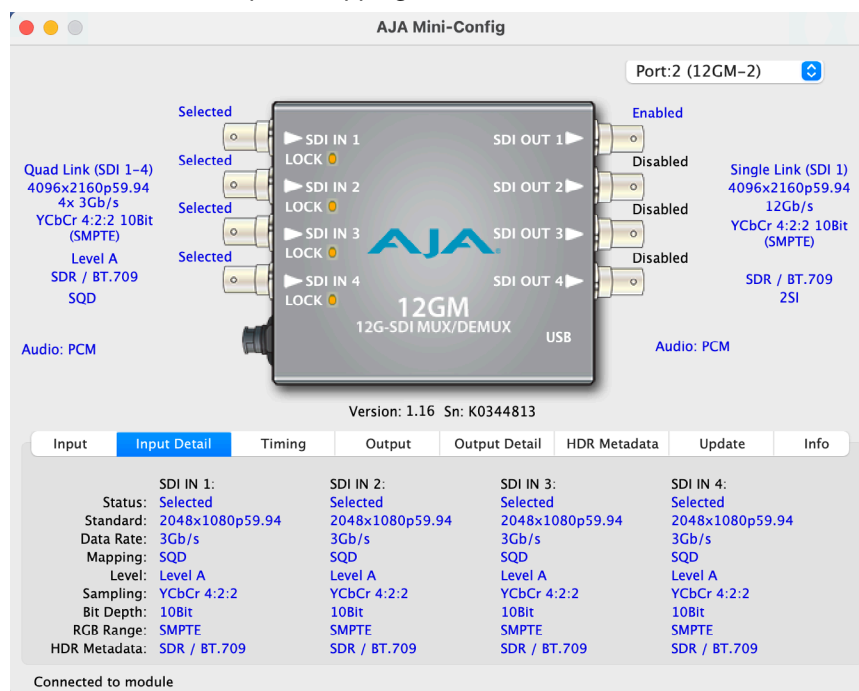 AJA Mini-Config
Port:2 (12GM-2)
Selected
Selected
Selected
Selected
Quad Link (SDI 1-4)
4096x2160p59.94
4x 3Gb/s
YCbCr 4:2:2 10Bit
(SMPTE)
Level A
SDR / BT.709
SQD
Audio: PCM
SDI IN 1
LOCK
SDI IN 2
LOCK
SDI IN 3
LOCK
SDI IN 4
LOCK
SDI OUT 1
SDI OUT 2
SDI OUT 3
SDI OUT 4
AJA
12GM
12G-SDI MUX/DEMUX
USB
Enabled
Disabled
Disabled
Disabled
Single Link (SDI 1)
4096x2160p59.94
12Gb/s
YCbCr 4:2:2 10Bit
(SMPTE)
SDR / BT.709
2SI
Audio: PCM
Version: 1.16 Sn: K0344813
Input Input Detail Timing Output Output Detail HDR Metadata Update Info
SDI IN 1: SDI IN 2: SDI IN 3: SDI IN 4:
Status: Selected Selected Selected Selected
Standard: 2048x1080p59.94 2048x1080p59.94 2048x1080p59.94 2048x1080p59.94
Data Rate: 3Gb/s 3Gb/s 3Gb/s 3Gb/s
Mapping: SQD SQD SQD SQD
Level: Level A Level A Level A Level A
Sampling: YCbCr 4:2:2 YCbCr 4:2:2 YCbCr 4:2:2 YCbCr 4:2:2
Bit Depth: 10Bit 10Bit 10Bit 10Bit
RGB Range: SMPTE SMPTE SMPTE SMPTE
HDR Metadata: SDR / BT.709 SDR / BT.709 SDR / BT.709 SDR / BT.709
Connected to module